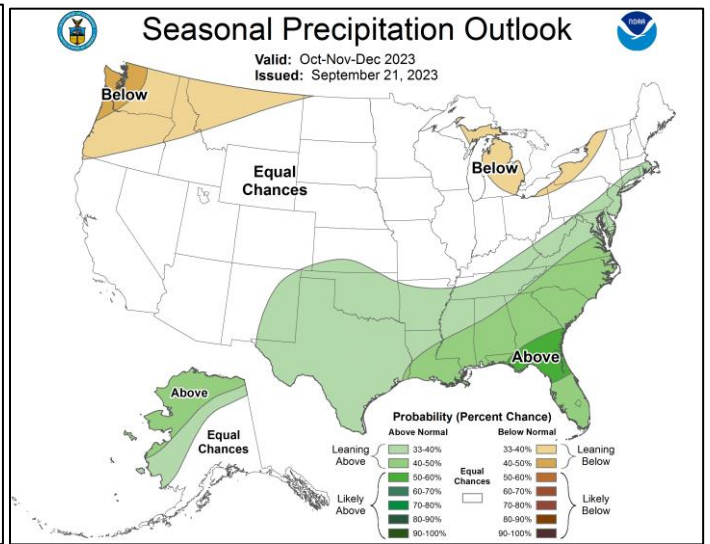 Seasonal Precipitation Outlook
NOAA
Valid: Oct-Nov-Dec 2023
Issued: September 21, 2023
Below
Equal
Chances
Below
Above
Above
Equal
Chances
Probability (Percent Chance)
Above Normal
Below Normal
Leaning
Above
33-40%
40-50%
Likely
Above
50-60%
60-70%
70-80%
80-90%
90-100%
Equal
Chances
33-40%
40-50%
Leaning
Below
50-60%
60-70%
70-80%
80-90%
90-100%
Likely
Below